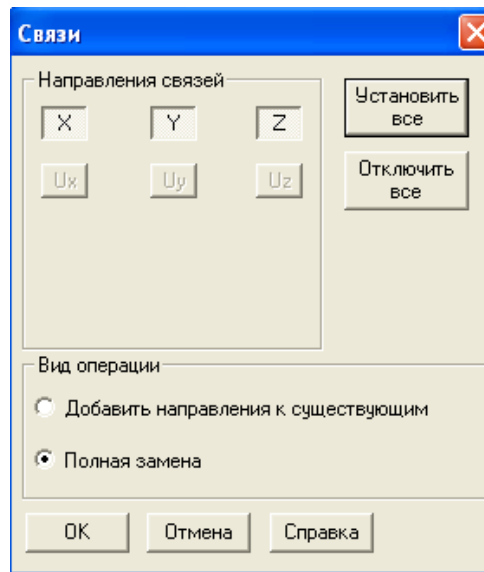 Связи
Направления связей
X Y Z
Ux Uy Uz
Установить
все
Отключить
все
Вид операции
Добавить направления к существующим
Полная замена
OK Отмена Справка